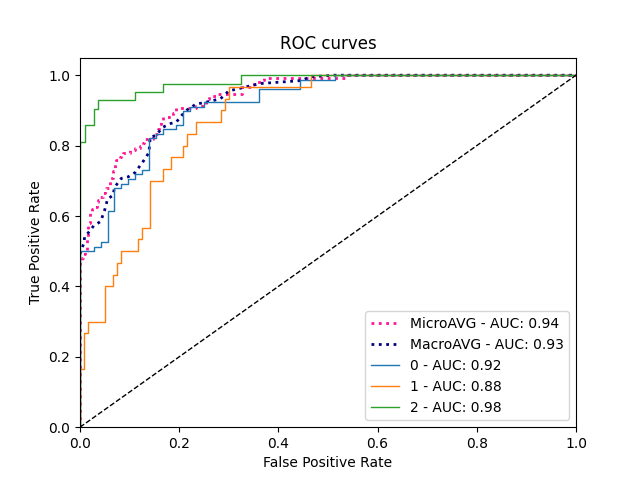 ROC curves
True Positive Rate
1.0
0.8
0.6
0.4
0.2
0.0
0.0 0.2 0.4 0.6 0.8 1.0
False Positive Rate
MicroAVG - AUC: 0.94
MacroAVG - AUC: 0.93
0 - AUC: 0.92
1 - AUC: 0.88
2 - AUC: 0.98